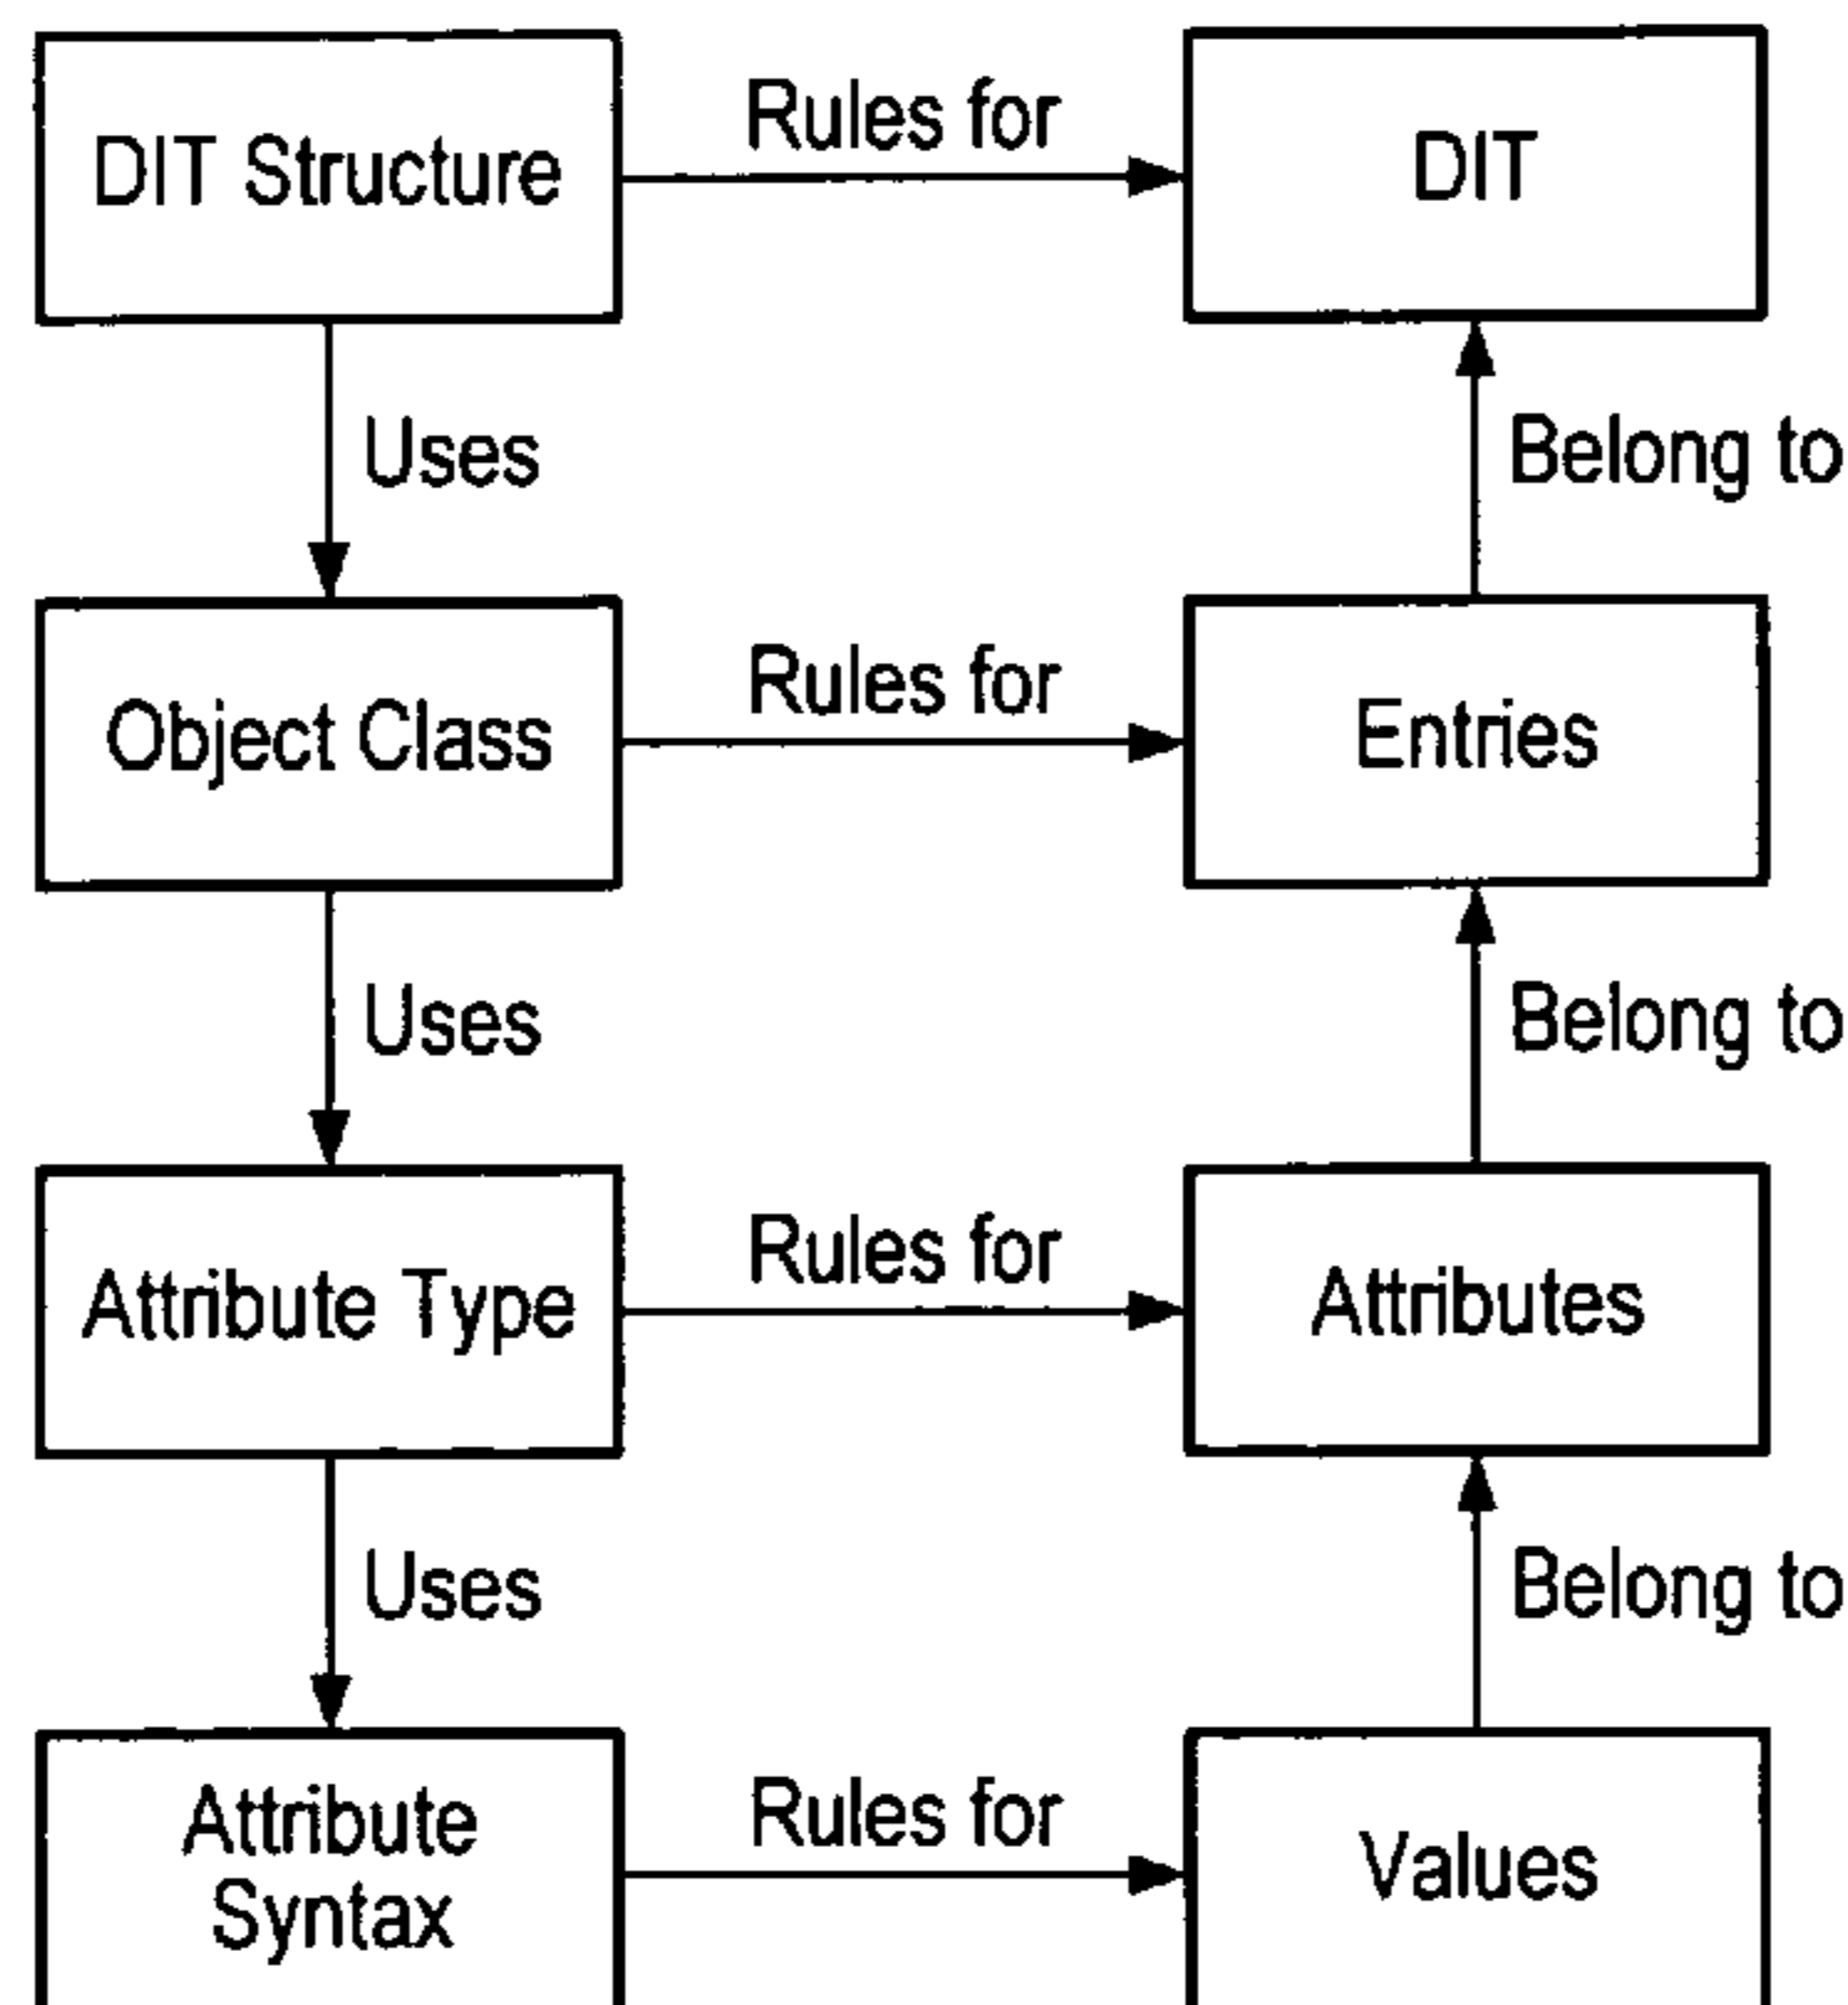 DIT Structure
Rules for
DIT
Uses
Belong to
Object Class
Rules for
Entries
Uses
Belong to
Attribute Type
Rules for
Attributes
Uses
Belong to
Attribute
Syntax
Rules for
Values